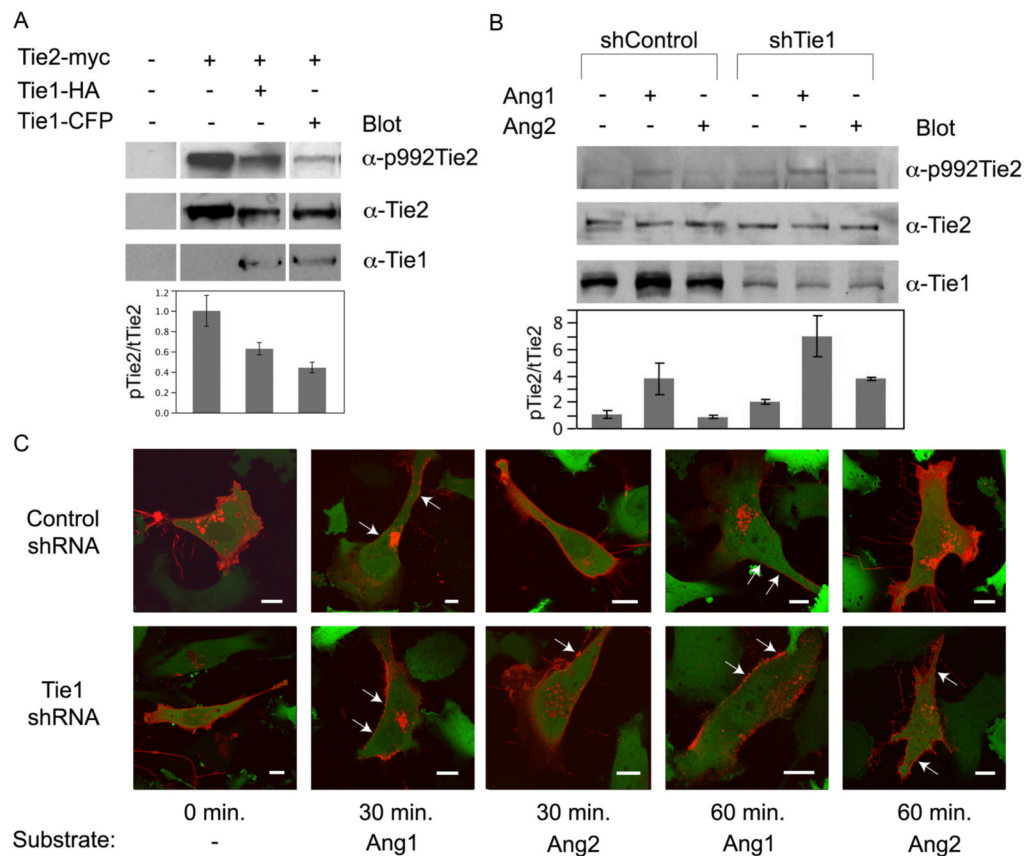 A
Tie2-myc - + + +
Tie1-HA - - + -
Tie1-CFP - - - + Blot
α-p992Tie2
α-Tie2
α-Tie1
pTie2/tTie2
1.2
1.0
0.8
0.6
0.4
0.2
0.0
B
shControl shTie1
Ang1 - + - - + -
Ang2 - - + - - + Blot
α-p992Tie2
α-Tie2
α-Tie1
pTie2/tTie2
8
6
4
2
0
C
Control
shRNA
Tie1
shRNA
0 min. 30 min. 30 min. 60 min. 60 min.
Substrate: - Ang1 Ang2 Ang1 Ang2